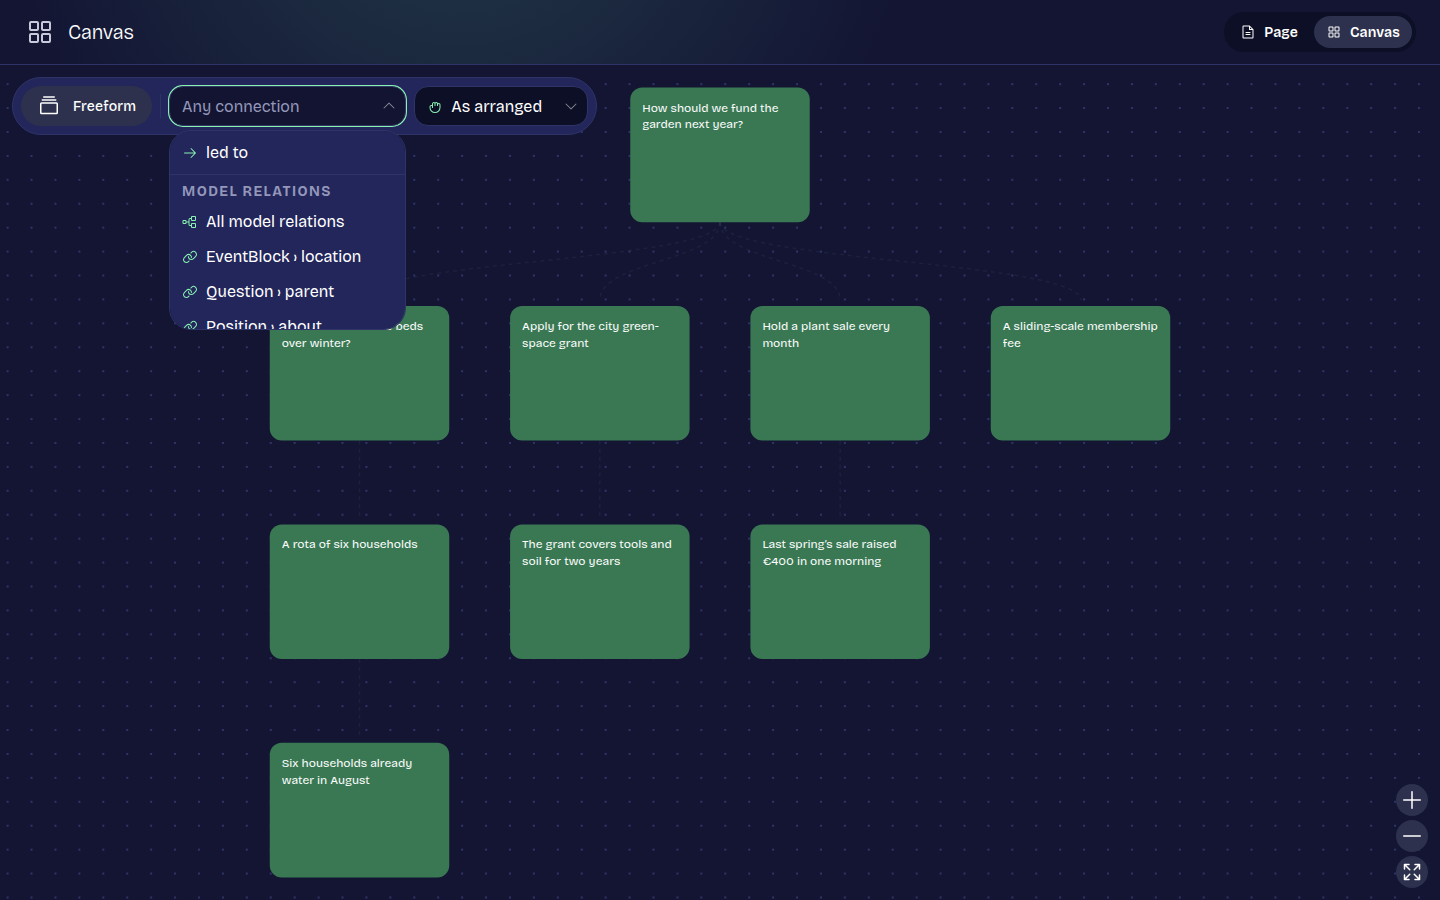 Canvas
Page
Canvas
Freeform
Any connection
As arranged
led to
MODEL RELATIONS
All model relations
EventBlock › location
Question › parent
Position › about
How should we fund the
garden next year?
beds
over winter?
Apply for the city green-
space grant
Hold a plant sale every
month
A sliding-scale membership
fee
A rota of six households
The grant covers tools and
soil for two years
Last spring's sale raised
€400 in one morning
Six households already
water in August